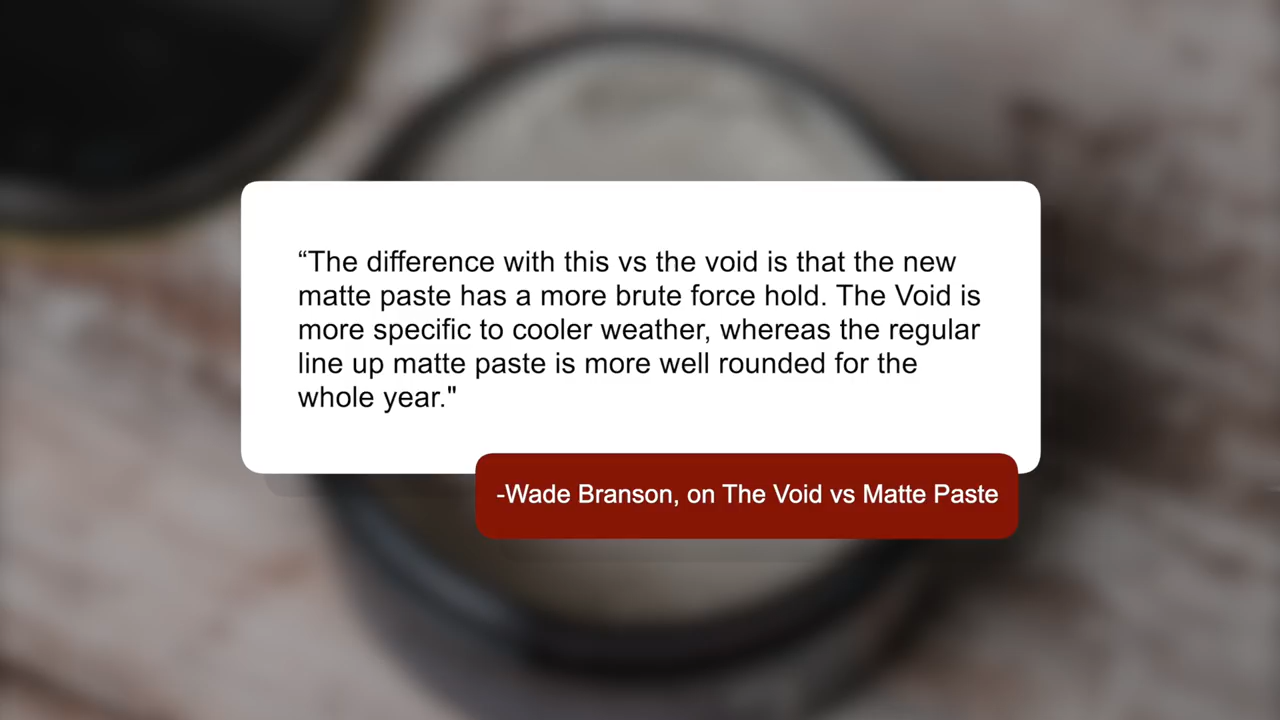 “The difference with this vs the void is that the new
matte paste has a more brute force hold. The Void is
more specific to cooler weather, whereas the regular
line up matte paste is more well rounded for the
whole year."
-Wade Branson, on The Void vs Matte Paste